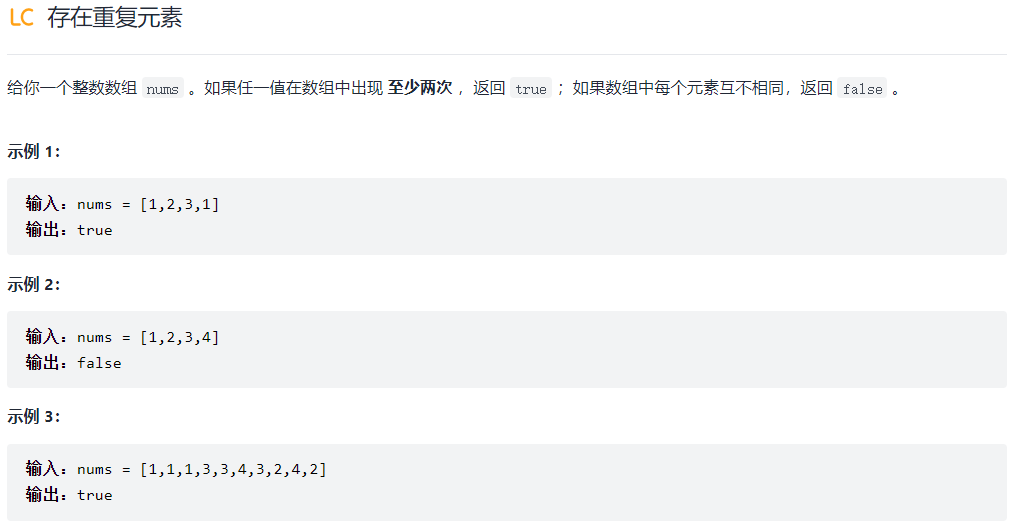 LC 存在重复元素
给你一个整数数组 nums 。如果任一值在数组中出现 至少两次 ，返回 true ；如果数组中每个元素互不相同，返回 false 。
示例 1：
输入：nums = [1,2,3,1]
输出：true
示例 2：
输入：nums = [1,2,3,4]
输出：false
示例 3：
输入：nums = [1,1,1,3,3,4,3,2,4,2]
输出：true